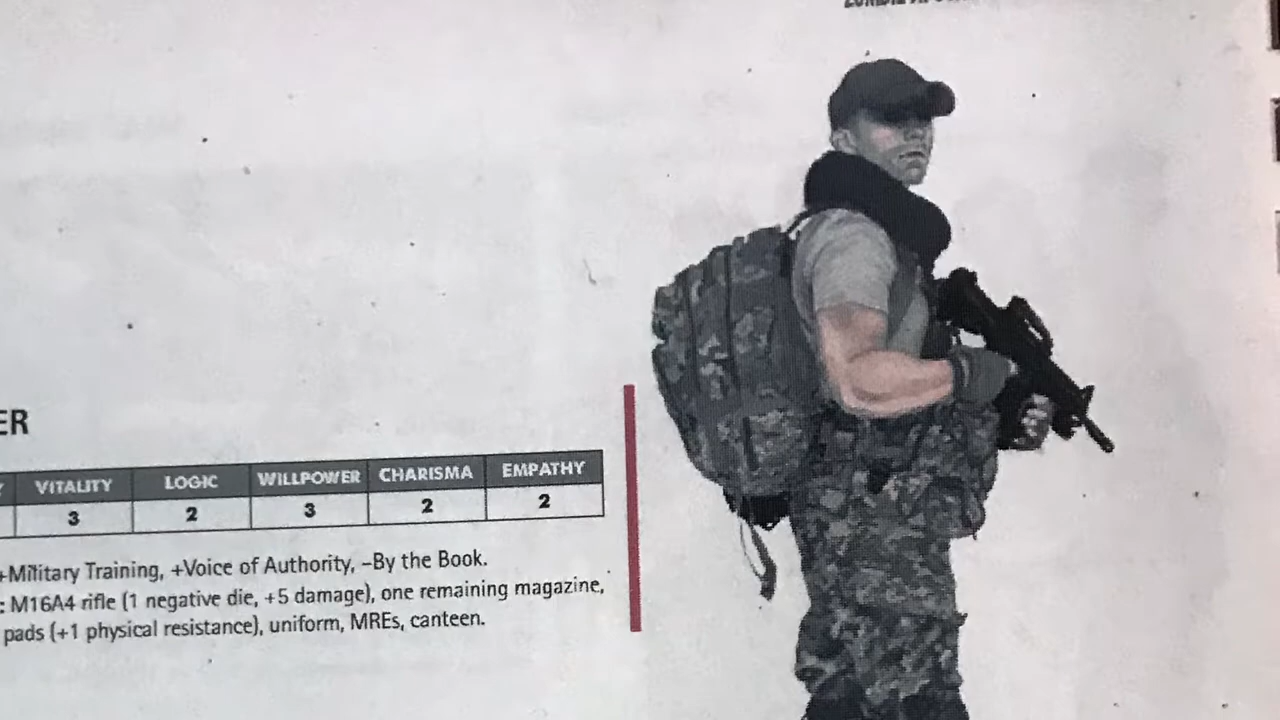 ER
Y VITALITY LOGIC WILLPOWER CHARISMA EMPATHY
3 2 3 2 2
+Military Training, +Voice of Authority, –By the Book.
: M16A4 rifle (1 negative die, +5 damage), one remaining magazine,
pads (+1 physical resistance), uniform, MREs, canteen.